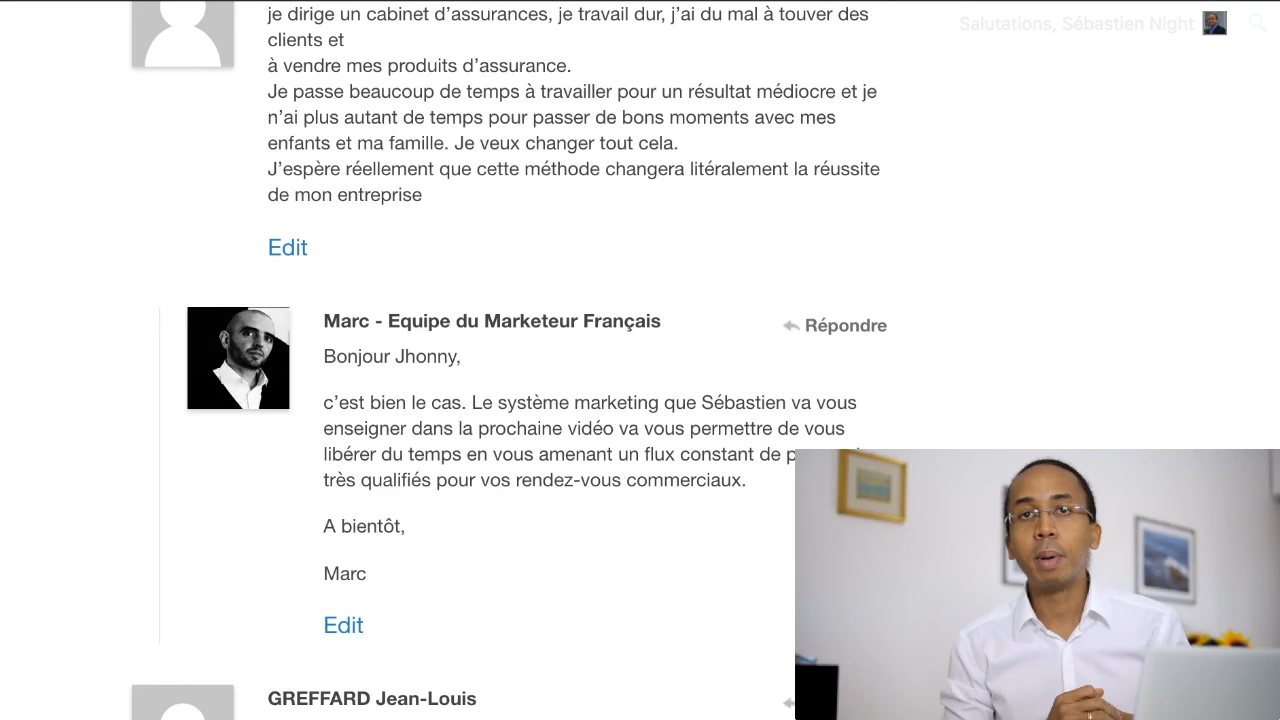 je dirige un cabinet d’assurances, je travail dur, j’ai du mal à touver des
clients et
à vendre mes produits d’assurance.
Je passe beaucoup de temps à travailler pour un résultat médiocre et je
n’ai plus autant de temps pour passer de bons moments avec mes
enfants et ma famille. Je veux changer tout cela.
J’espère réellement que cette méthode changera litéralement la réussite
de mon entreprise
Salutations, Sébastien Night
Edit
Marc - Equipe du Marketeur Français
Répondre
Bonjour Jhonny,
c’est bien le cas. Le système marketing que Sébastien va vous
enseigner dans la prochaine vidéo va vous permettre de vous
libérer du temps en vous amenant un flux constant de
très qualifiés pour vos rendez-vous commerciaux.
A bientôt,
Marc
Edit
GREFFARD Jean-Louis